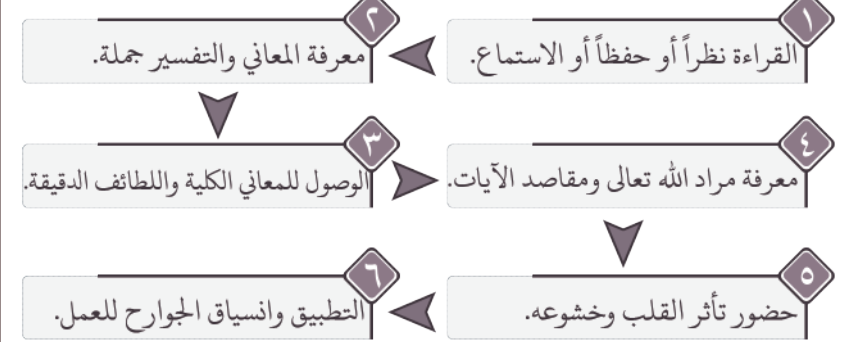 ١
القراءة نظراً أو حفظاً أو الاستماع.
٢
معرفة المعاني والتفسير جملة.
٣
الوصول للمعاني الكلية واللطائف الدقيقة.
٤
معرفة مراد الله تعالى ومقاصد الآيات.
٥
حضور تأثر القلب وخشوعه.
٦
التطبيق وانسياق الجوارح للعمل.